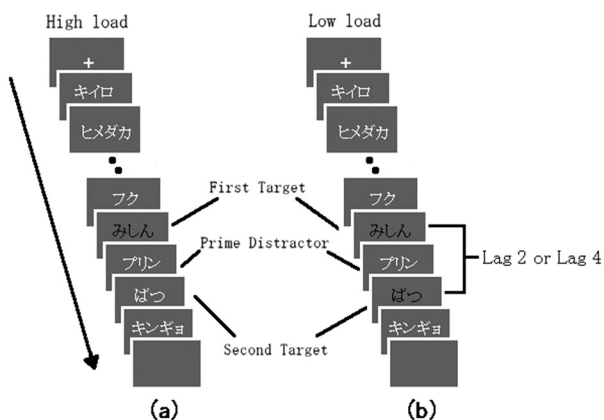 High load
+
キイロ
ヒメダカ
フク
みしん
プリン
ばつ
キンギョ
(a)
First Target
Prime Distractor
Second Target
Low load
+
キイロ
ヒメダカ
フク
みしん
プリン
ばつ
キンギョ
Lag 2 or Lag 4
(b)